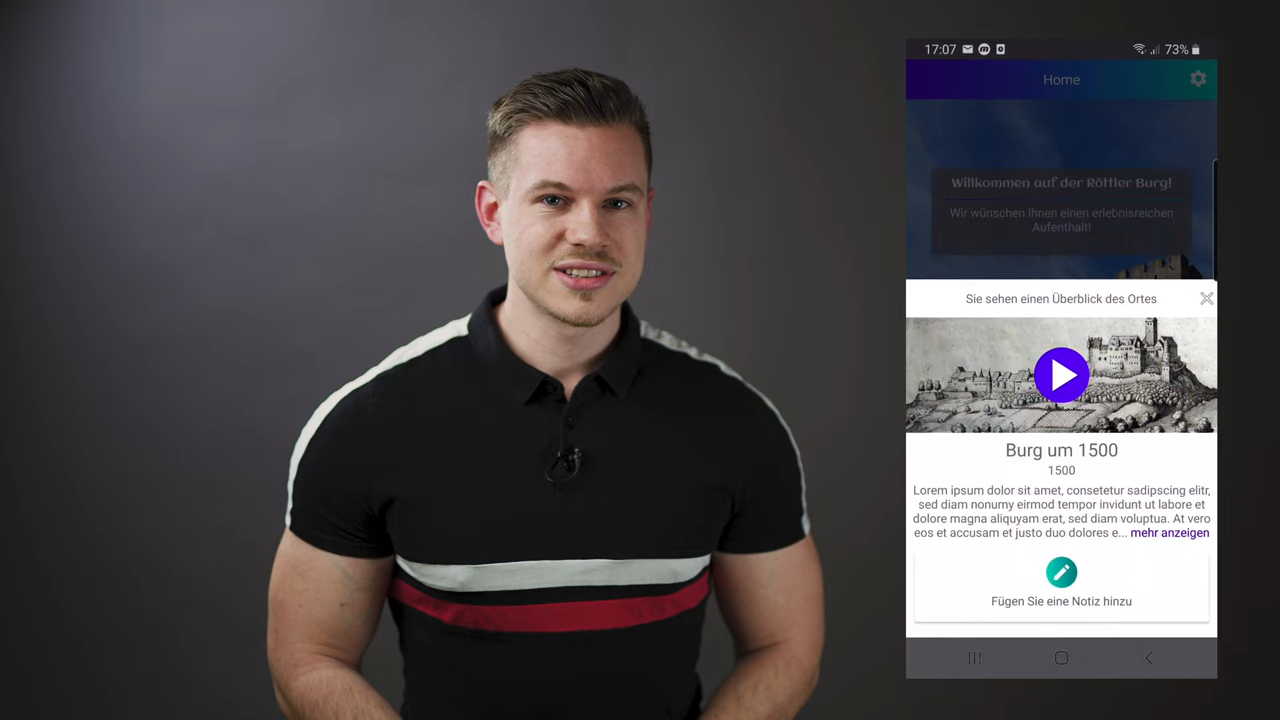 17:07
73%
Home
Willkommen auf der Röttler Burg!
Wir wünschen Ihnen einen erlebnisreichen
Aufenthalt!
Sie sehen einen Überblick des Ortes
Burg um 1500
1500
Lorem ipsum dolor sit amet, consetetur sadipscing elitr,
sed diam nonumy eirmod tempor invidunt ut labore et
dolore magna aliquyam erat, sed diam voluptua. At vero
eos et accusam et justo duo dolores e... mehr anzeigen
Fügen Sie eine Notiz hinzu